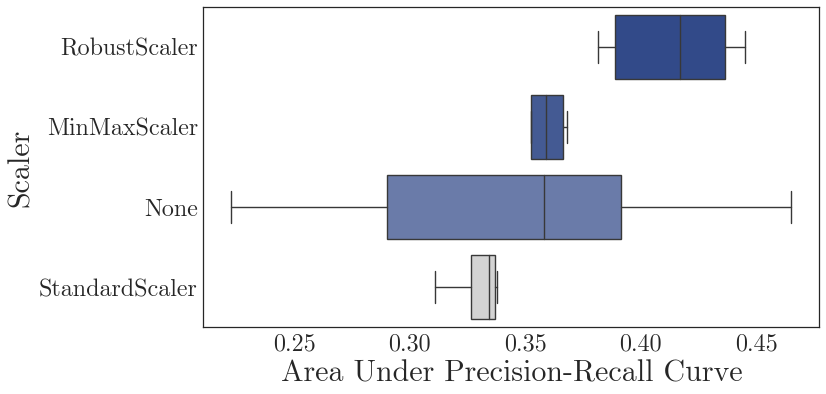 Scaler
RobustScaler
MinMaxScaler
None
StandardScaler
0.25 0.30 0.35 0.40 0.45
Area Under Precision-Recall Curve